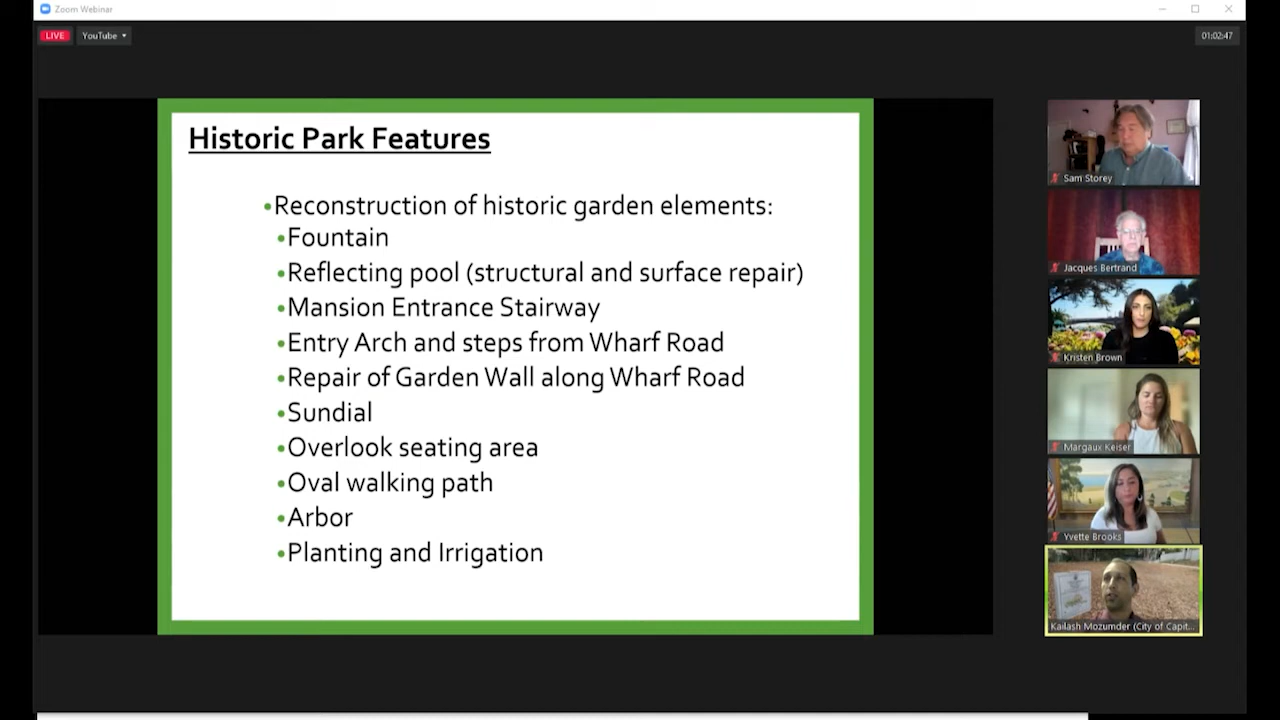 Zoom Webinar
LIVE
YouTube
01:02:47
Historic Park Features
•Reconstruction of historic garden elements:
•Fountain
•Reflecting pool (structural and surface repair)
•Mansion Entrance Stairway
•Entry Arch and steps from Wharf Road
•Repair of Garden Wall along Wharf Road
•Sundial
•Overlook seating area
•Oval walking path
•Arbor
•Planting and Irrigation
Sam Storey
Jacques Bertrand
Kristen Brown
Margaux Keiser
Yvette Brooks
Kailash Mozumder (City of Capit...